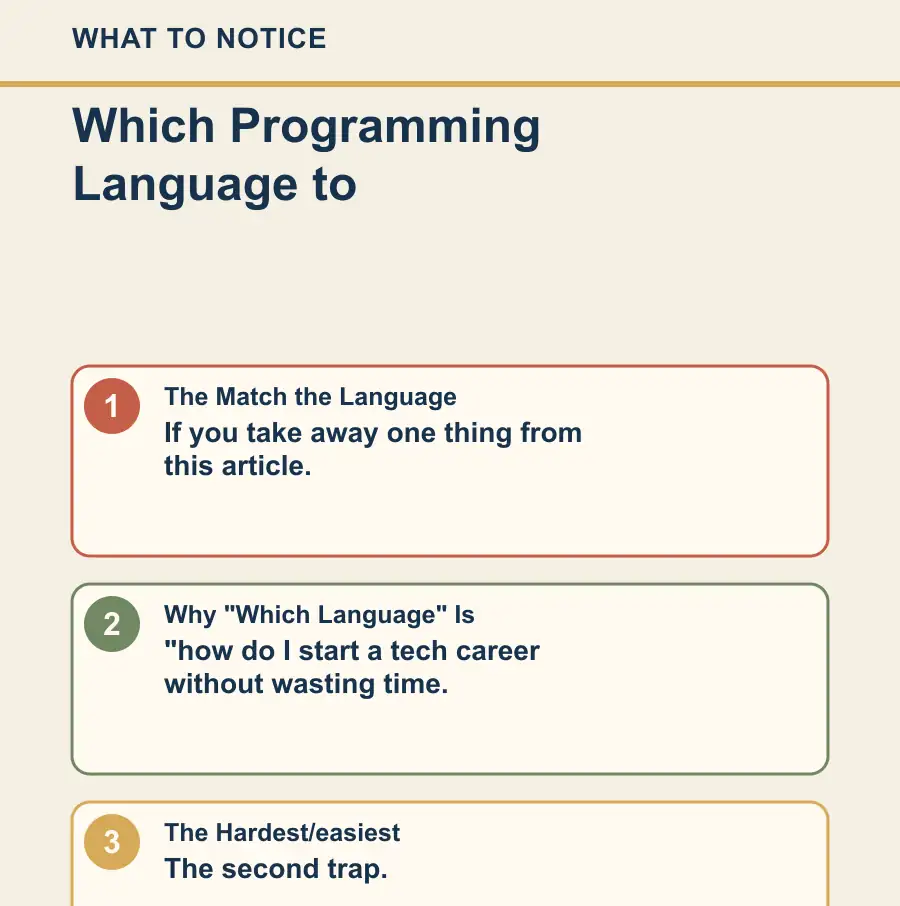 WHAT TO NOTICE
Which Programming
Language to
1
The Match the Language
If you take away one thing from
this article.
2
Why "Which Language" Is
"how do I start a tech career
without wasting time.
3
The Hardest/easiest
The second trap.